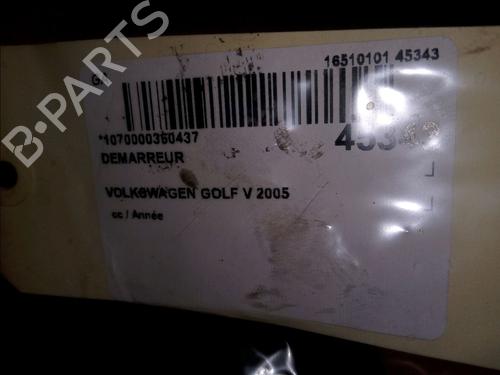 B-PARTS
16510101 45343
*1070000360437
DEMARREUR
VOLKSWAGEN GOLF V 2005
cc / Année